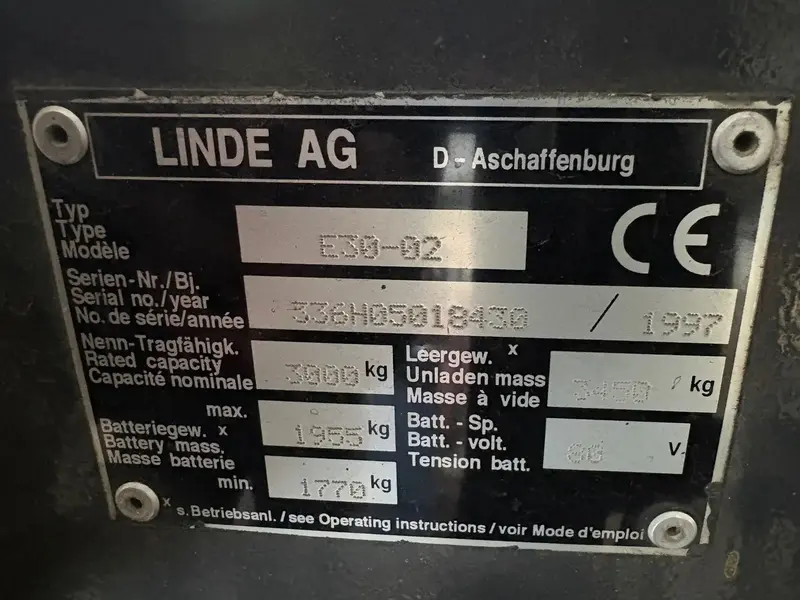 LINDE AG D - Aschaffenburg
Typ
Type
Modèle
E30-02
CE
Serien-Nr./Bj.
Serial no./year
No. de série/année
336H05018430 / 1997
Nenn-Tragfähigk.
Rated capacity
Capacité nominale
3000 kg
Leergew. x
Unladen mass
Masse à vide
kg
max.
1955 kg
Batteriegew. x
Battery mass.
Masse batterie
min.
1770 kg
Batt. - Sp.
Batt. - volt.
Tension batt.
V.
x s. Betriebsanl. / see Operating instructions / voir Mode d'emploi